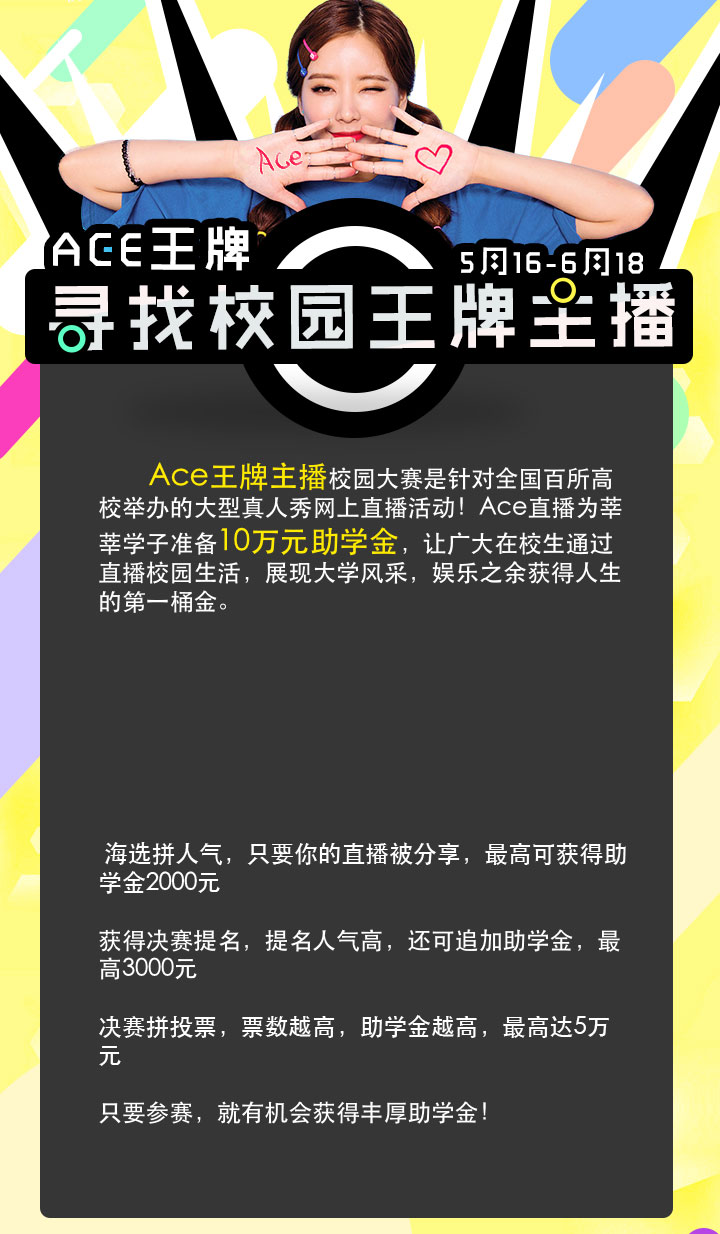 Ace
ACE王牌
5月16-6月18
寻找校园王牌主播
Ace王牌主播校园大赛是针对全国百所高
校举办的大型真人秀网上直播活动！Ace直播为莘
莘学子准备10万元助学金，让广大在校生通过
直播校园生活，展现大学风采，娱乐之余获得人生
的第一桶金。
海选拼人气，只要你的直播被分享，最高可获得助
学金2000元
获得决赛提名，提名人气高，还可追加助学金，最
高3000元
决赛拼投票，票数越高，助学金越高，最高达5万
元
只要参赛，就有机会获得丰厚助学金！